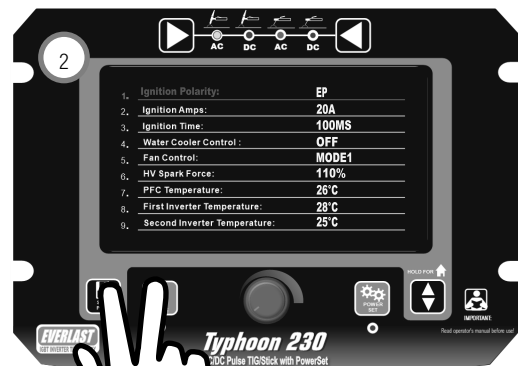 AC DC AC DC
2
1. Ignition Polarity: EP
2. Ignition Amps: 20A
3. Ignition Time: 100MS
4. Water Cooler Control : OFF
5. Fan Control: MODE1
6. HV Spark Force: 110%
7. PFC Temperature: 26°C
8. First Inverter Temperature: 28°C
9. Second Inverter Temperature: 25°C
HOLD FOR
POWER SET
IMPORTANT:
Read operator's manual before use!
EVERLAST
IGBT INVERTER
Typhoon 230
C/DC Pulse TIG/Stick with PowerSet